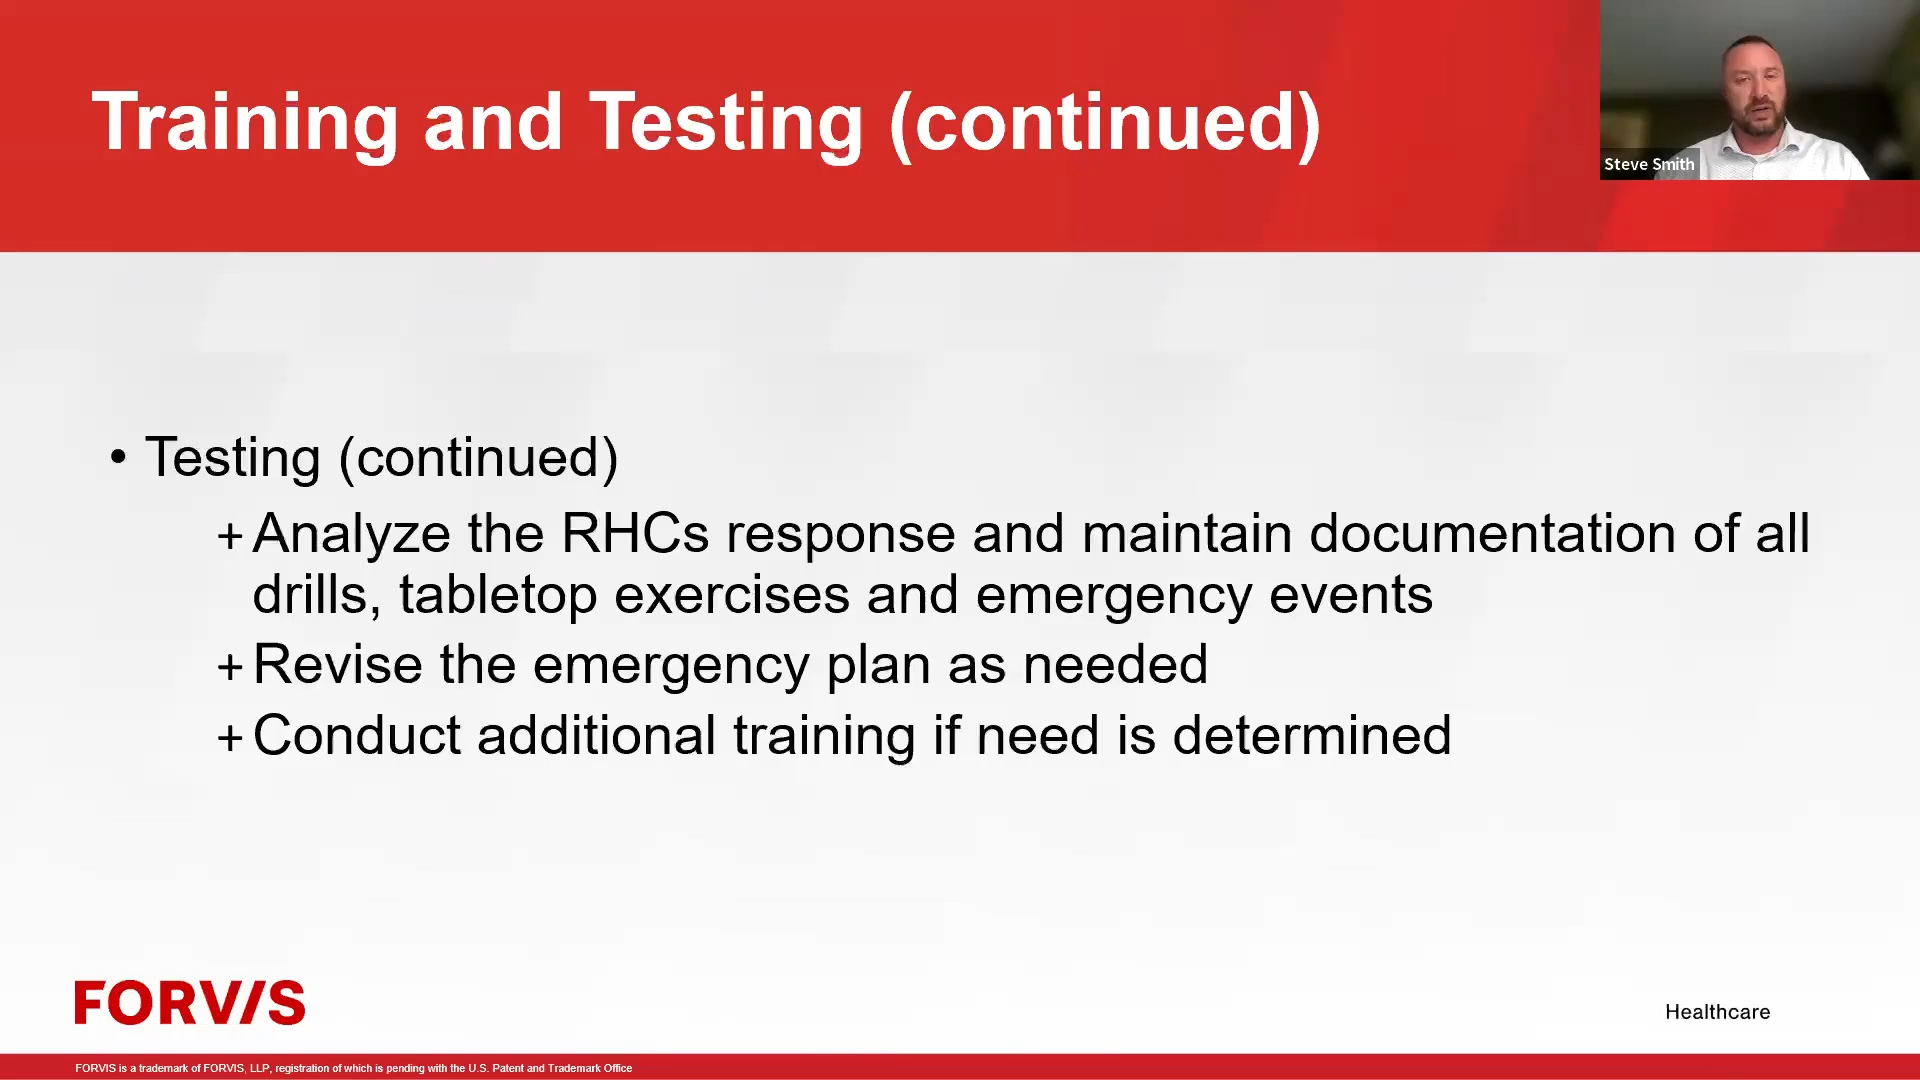 Training and Testing (continued)
Steve Smith
• Testing (continued)
+ Analyze the RHCs response and maintain documentation of all
drills, tabletop exercises and emergency events
+ Revise the emergency plan as needed
+ Conduct additional training if need is determined
FORVIS
Healthcare
FORVIS is a trademark of FORVIS, LLP, registration of which is pending with the U.S. Patent and Trademark Office